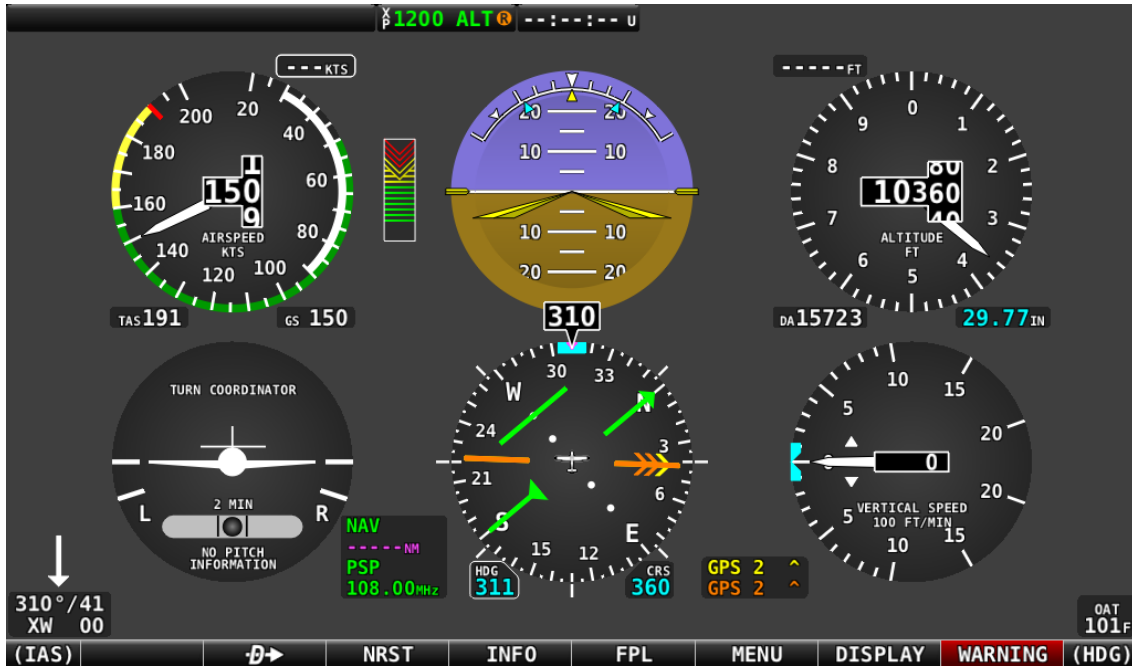 XP 1200 ALT R --:--:-- U
---KTS
-----FT
20
40
60
80
100
120
140
160
180
200
150
1
9
AIRSPEED
KTS
TAS191
GS 150
20 20
10 10
10 10
20 20
0
1
2
3
4
5
6
7
8
9
10360
80
40
ALTITUDE
FT
DA15723
29.77IN
TURN COORDINATOR
2 MIN
L R
NO PITCH
INFORMATION
310
30
33
N
3
6
E
12
15
S
21
24
W
HDG
311
CRS
360
NAV
-----NM
PSP
108.00MHz
GPS 2 ^
GPS 2 ^
5
10
15
20
20
15
10
5
0
VERTICAL SPEED
100 FT/MIN
310°/41
XW 00
OAT
101F
(IAS) D NRST INFO FPL MENU DISPLAY WARNING (HDG)